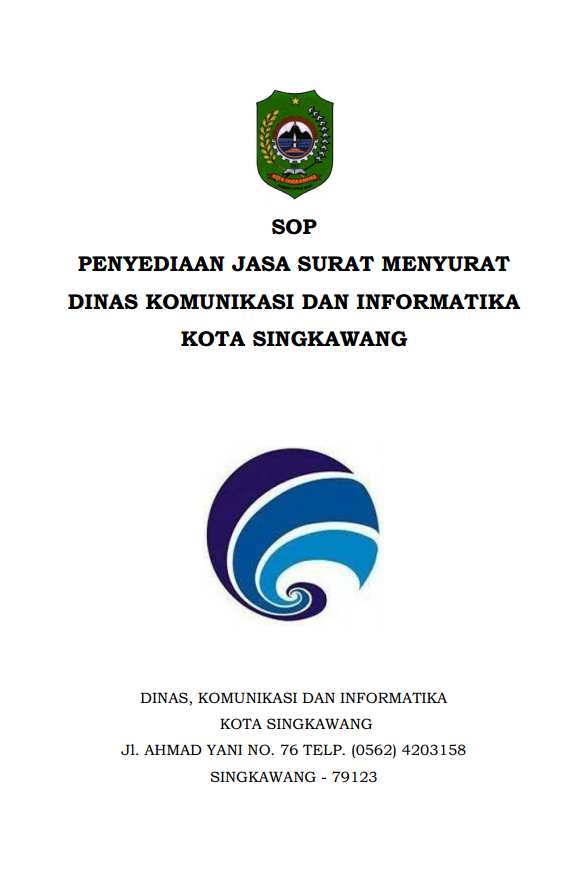 SOP
PENYEDIAAN JASA SURAT MENYURAT
DINAS KOMUNIKASI DAN INFORMATIKA
KOTA SINGKAWANG
DINAS, KOMUNIKASI DAN INFORMATIKA
KOTA SINGKAWANG
Jl. AHMAD YANI NO. 76 TELP. (0562) 4203158
SINGKAWANG - 79123